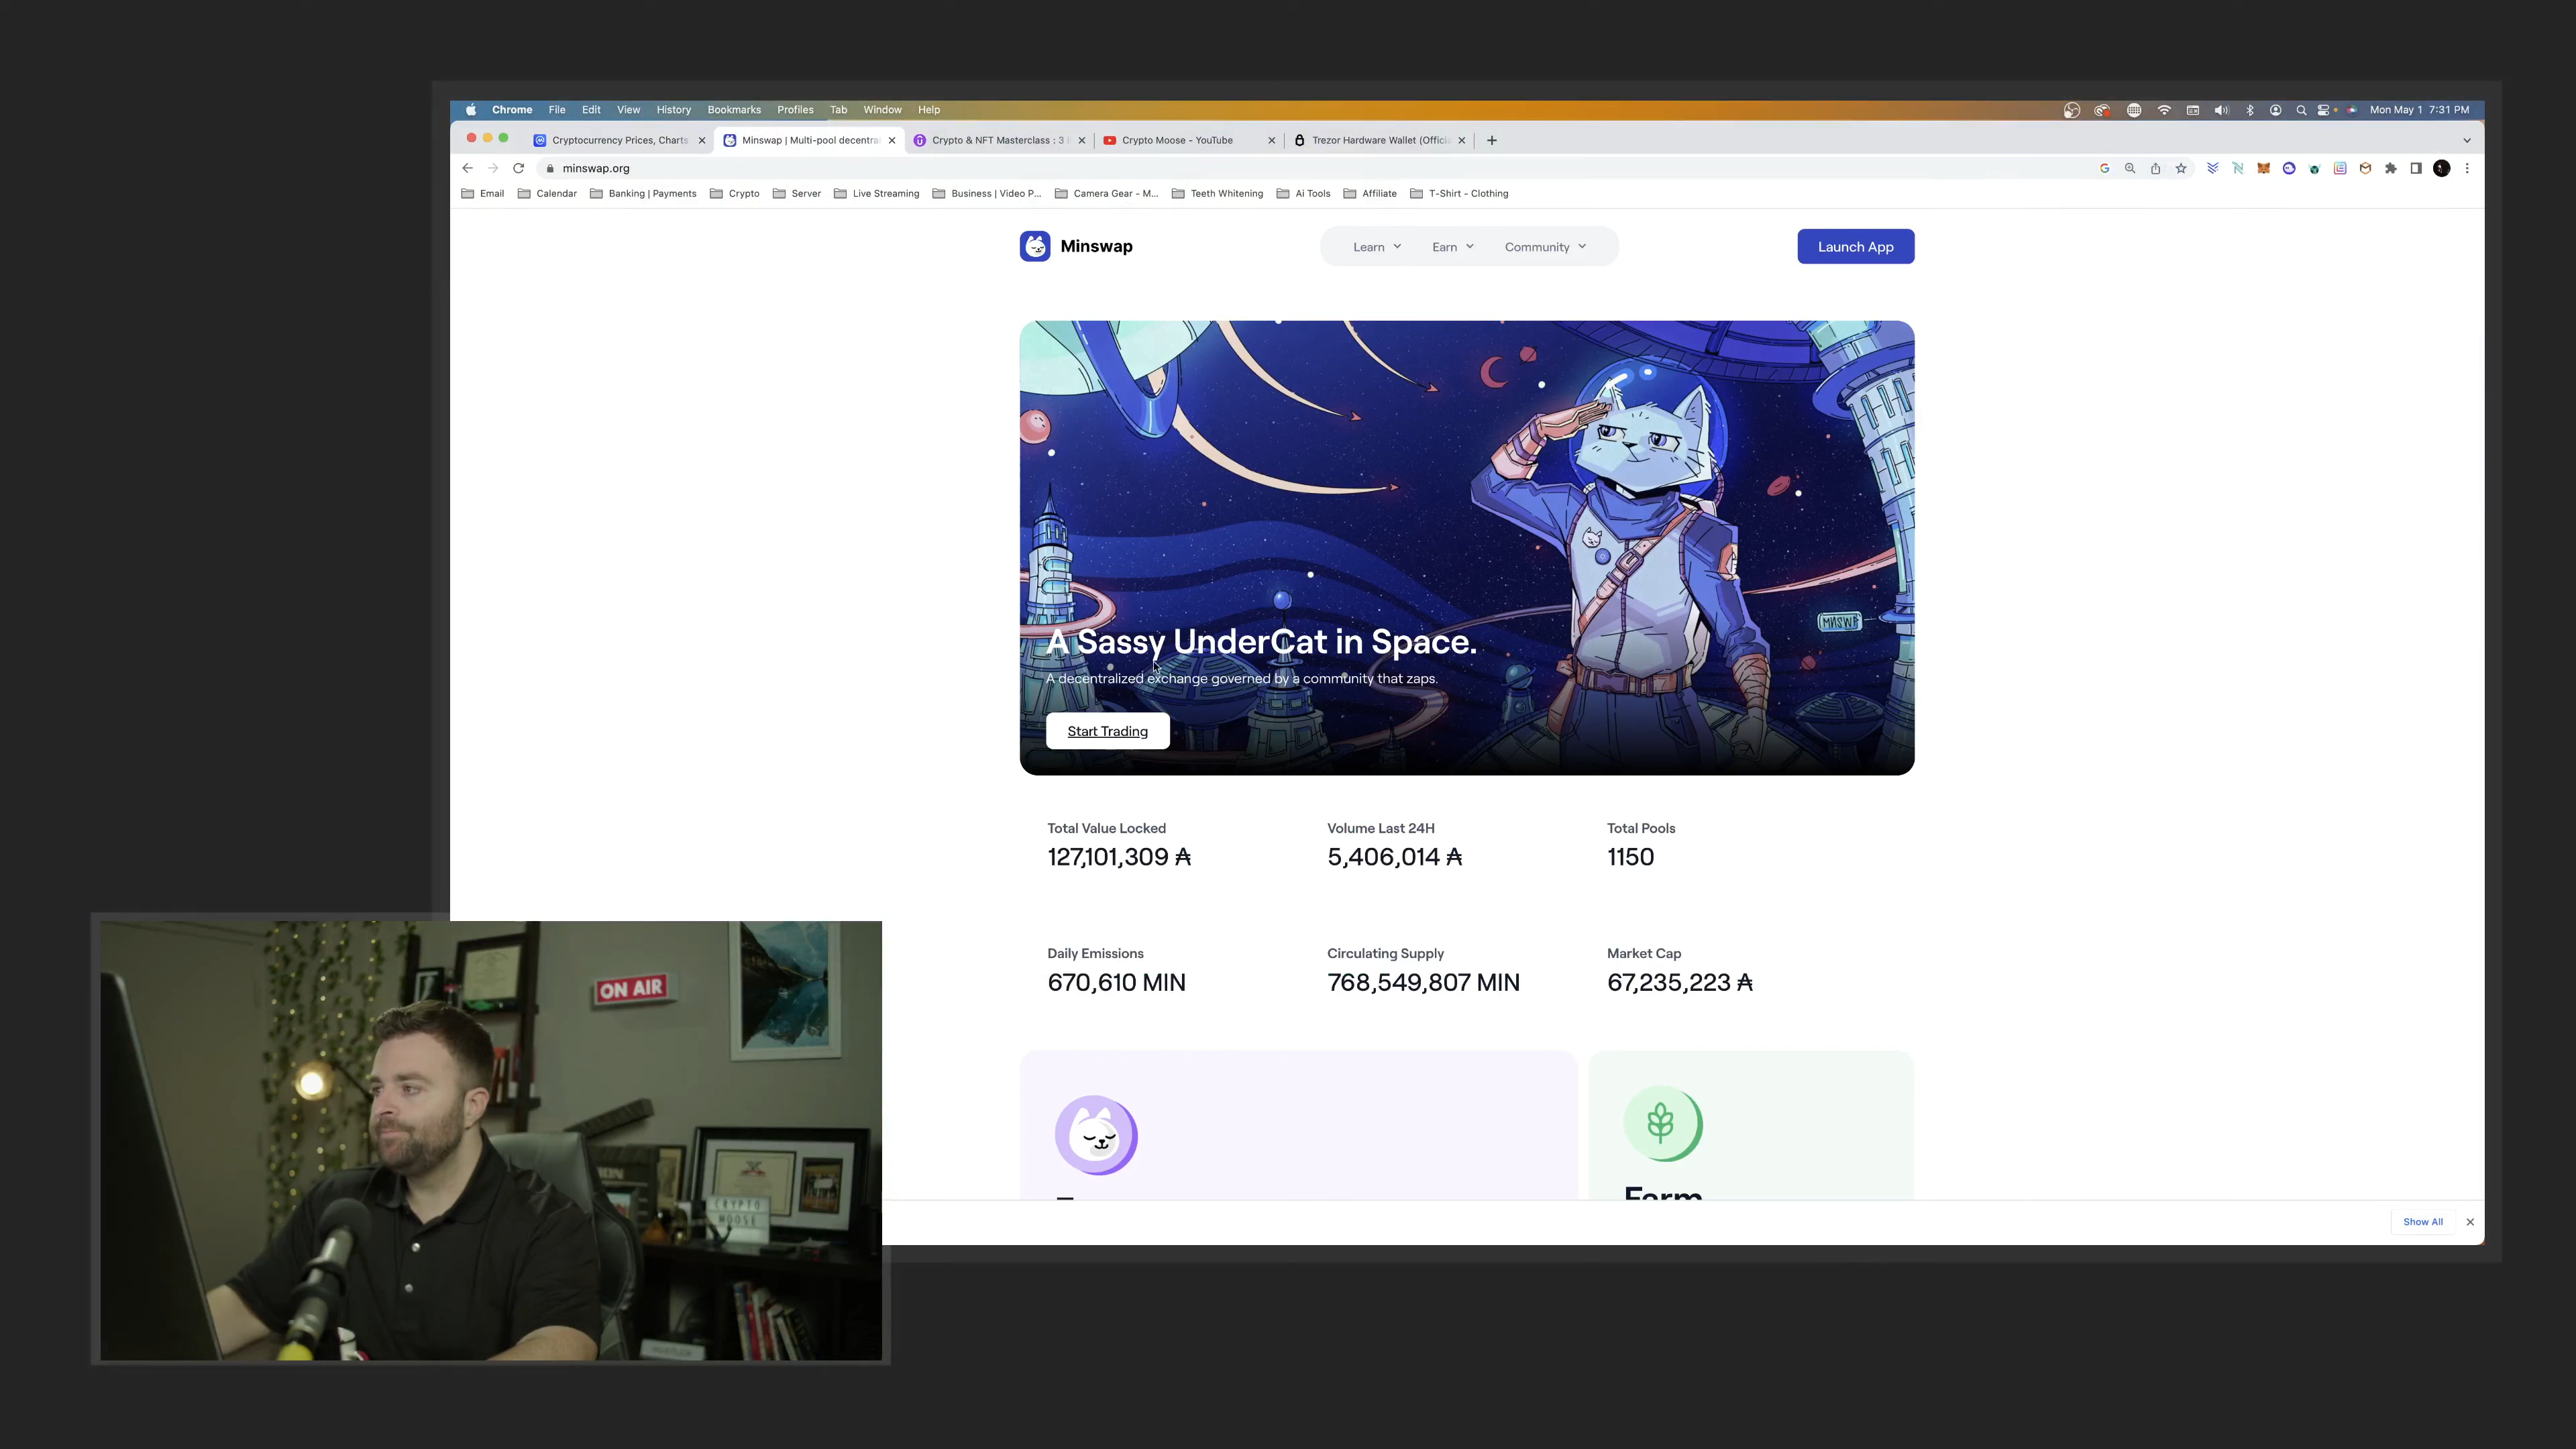 Chrome File Edit View History Bookmarks Profiles Tab Window Help
Mon May 1 7:31 PM
Cryptocurrency Prices, Charts
Minswap | Multi-pool decentral
Crypto & NFT Masterclass : 3 i
Crypto Moose - YouTube
Trezor Hardware Wallet (Offici
minswap.org
Email Calendar Banking | Payments Crypto Server Live Streaming Business | Video P... Camera Gear - M... Teeth Whitening Ai Tools Affiliate T-Shirt - Clothing
Minswap
Learn Earn Community
Launch App
MNSWP
A Sassy UnderCat in Space.
A decentralized exchange governed by a community that zaps.
Start Trading
Total Value Locked Volume Last 24H Total Pools
127,101,309 ₳ 5,406,014 ₳ 1150
Daily Emissions Circulating Supply Market Cap
670,610 MIN 768,549,807 MIN 67,235,223 ₳
Farm
Show All
ON AIR
CRYPTO
MOOSE